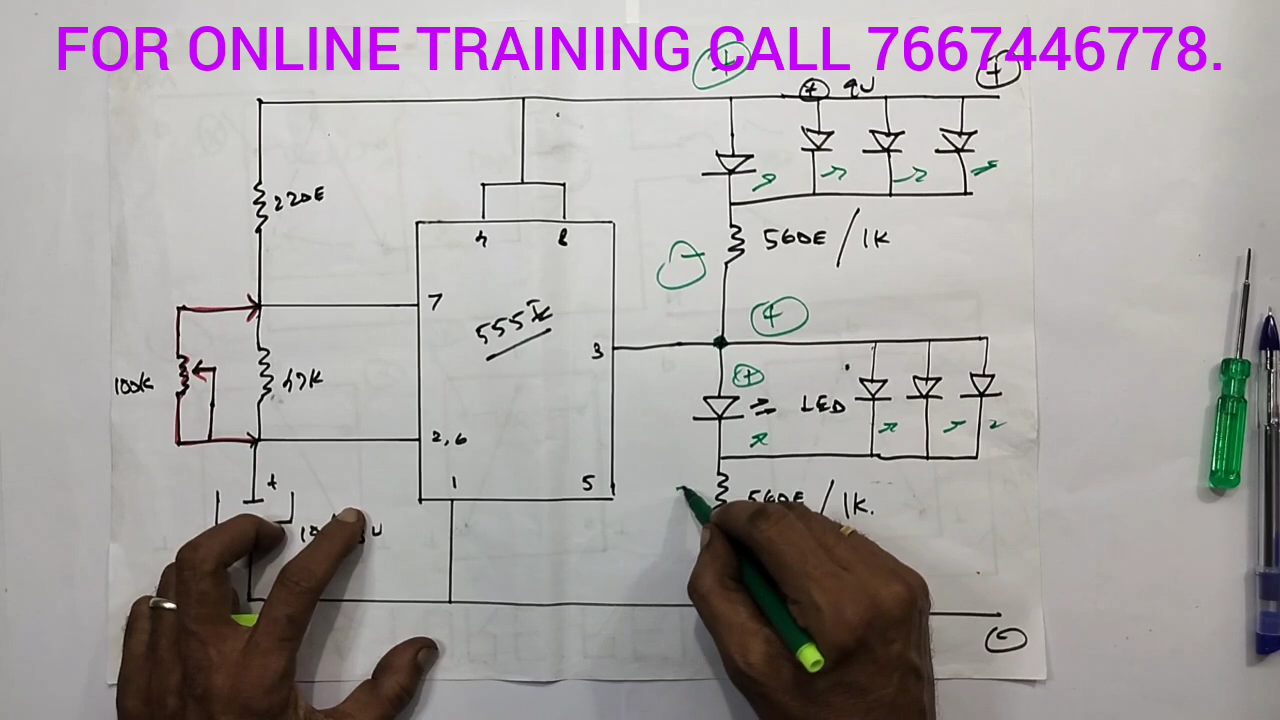 FOR ONLINE TRAINING CALL 7667446778.
+
+ 9V
+
220E
4 8
560E / 1K
-
555 IC
7
+
3
100K
47K
+
LED
2,6
1
5
+
560E / 1K.